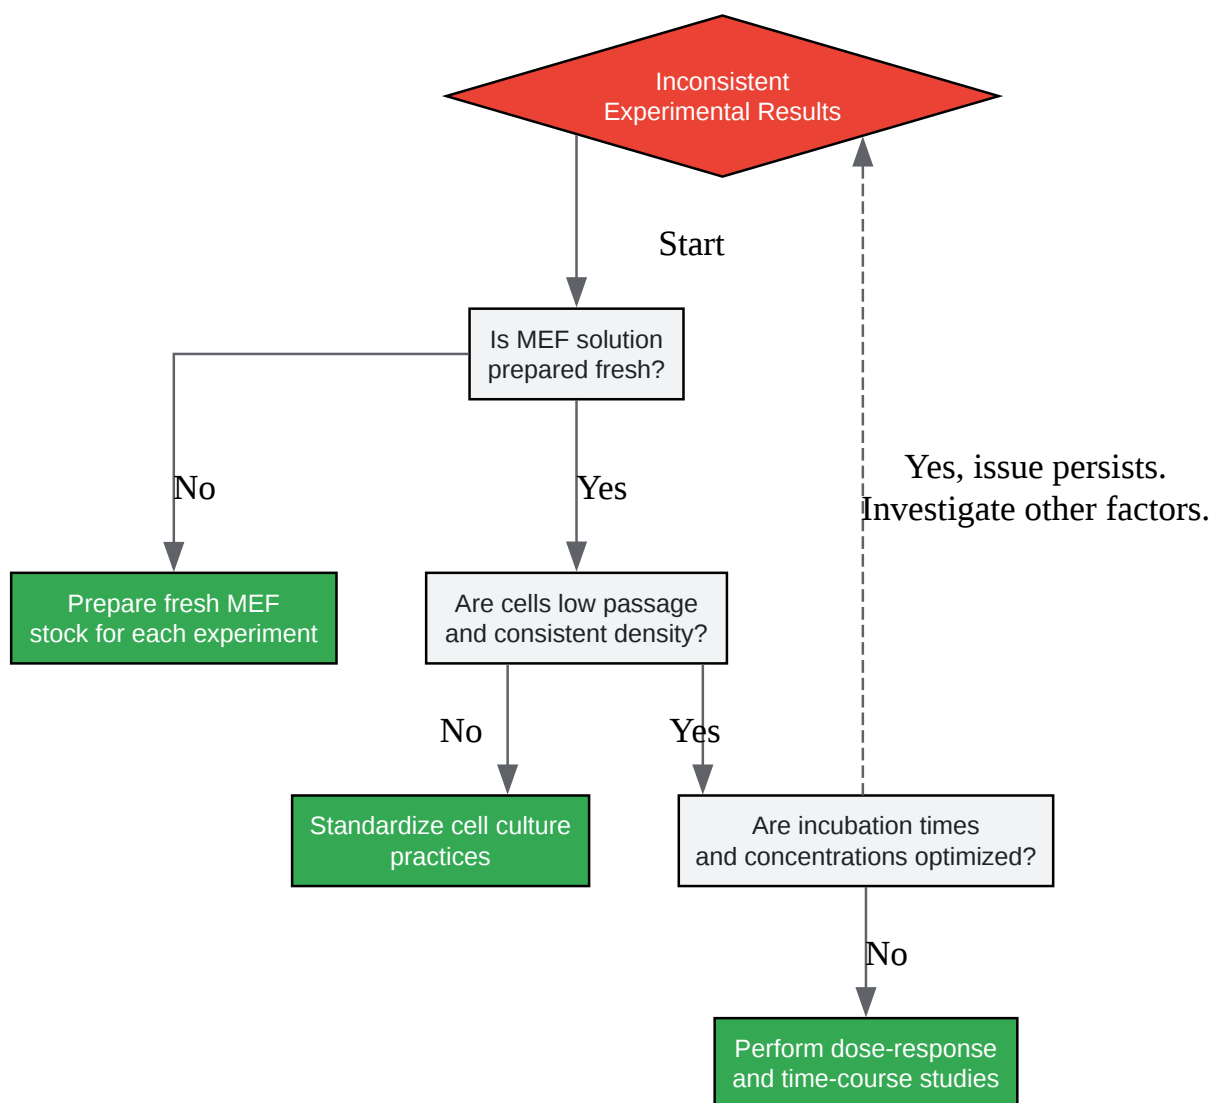 Inconsistent
Experimental Results
Start
Is MEF solution
prepared fresh?
Yes, issue persists.
Investigate other factors.
No
Yes
Prepare fresh MEF
stock for each experiment
Are cells low passage
and consistent density?
No
Yes
Standardize cell culture
practices
Are incubation times
and concentrations optimized?
No
Perform dose-response
and time-course studies